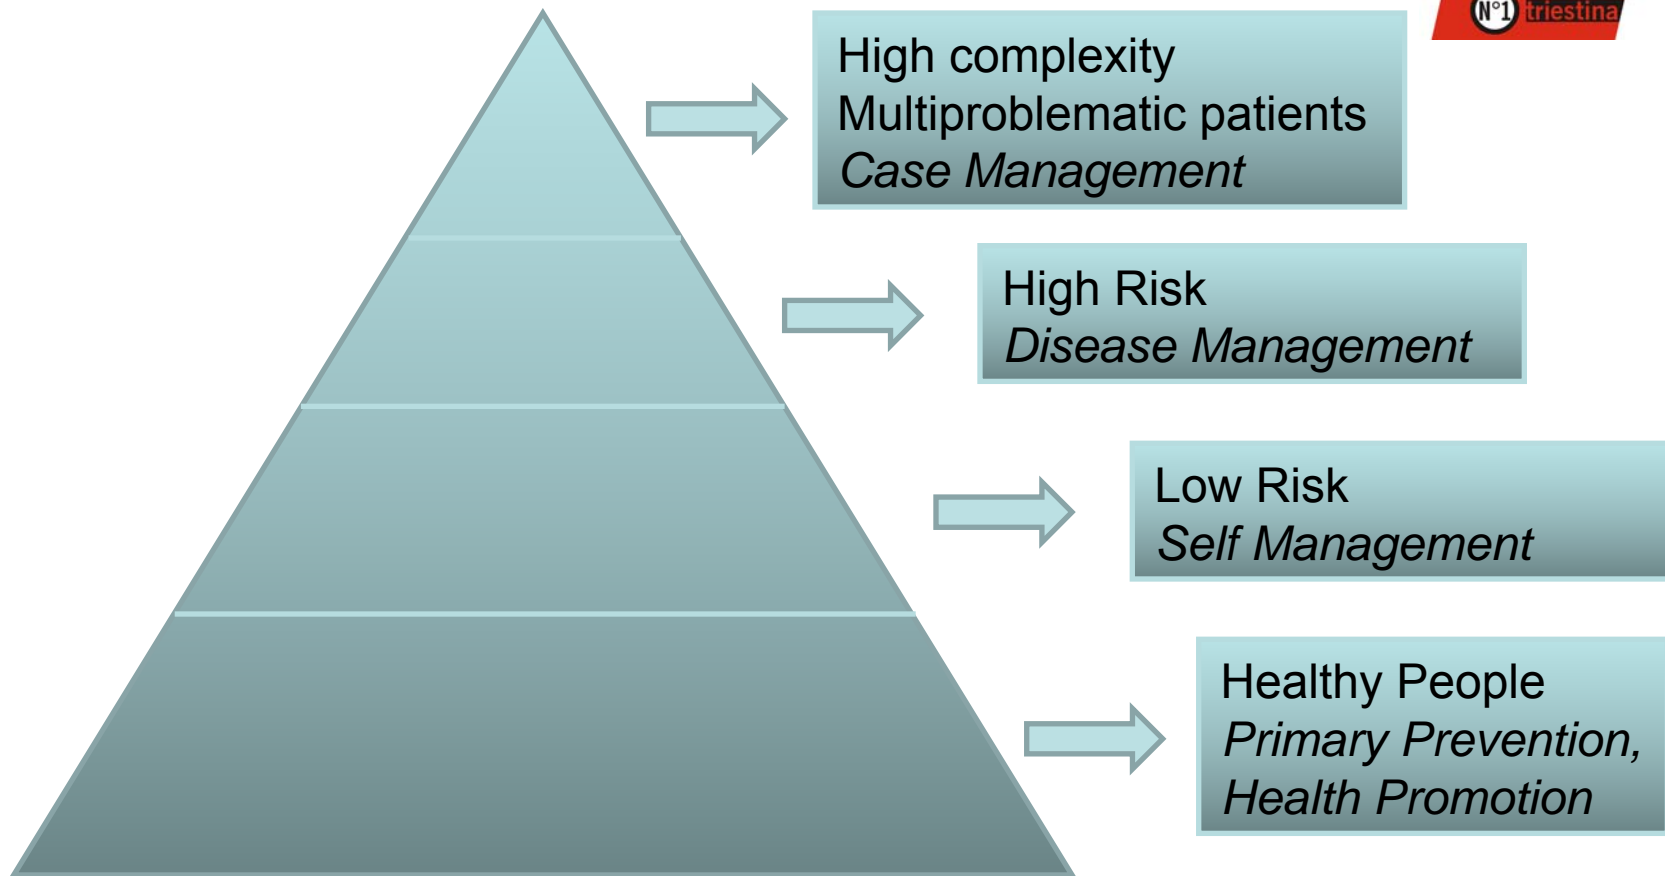 N°1 triestina
High complexity
Multiproblematic patients
Case Management
High Risk
Disease Management
Low Risk
Self Management
Healthy People
Primary Prevention,
Health Promotion